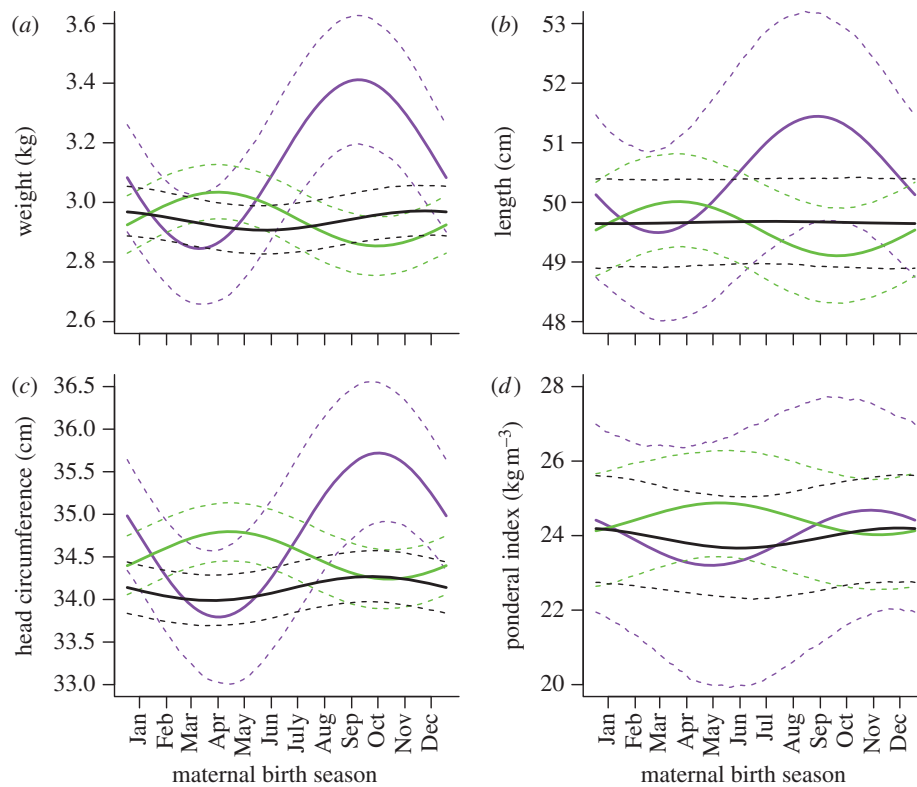 (a)
3.6
3.4
3.2
3.0
2.8
2.6
weight (kg)
(b)
53
52
51
50
49
48
length (cm)
(c)
36.5
36.0
35.5
35.0
34.5
34.0
33.5
33.0
head circumference (cm)
Jan Feb Mar Apr May Jun July Aug Sep Oct Nov Dec
maternal birth season
(d)
28
26
24
22
20
ponderal index (kg m⁻³)
Jan Feb Mar Apr May Jun Jul Aug Sep Oct Nov Dec
maternal birth season